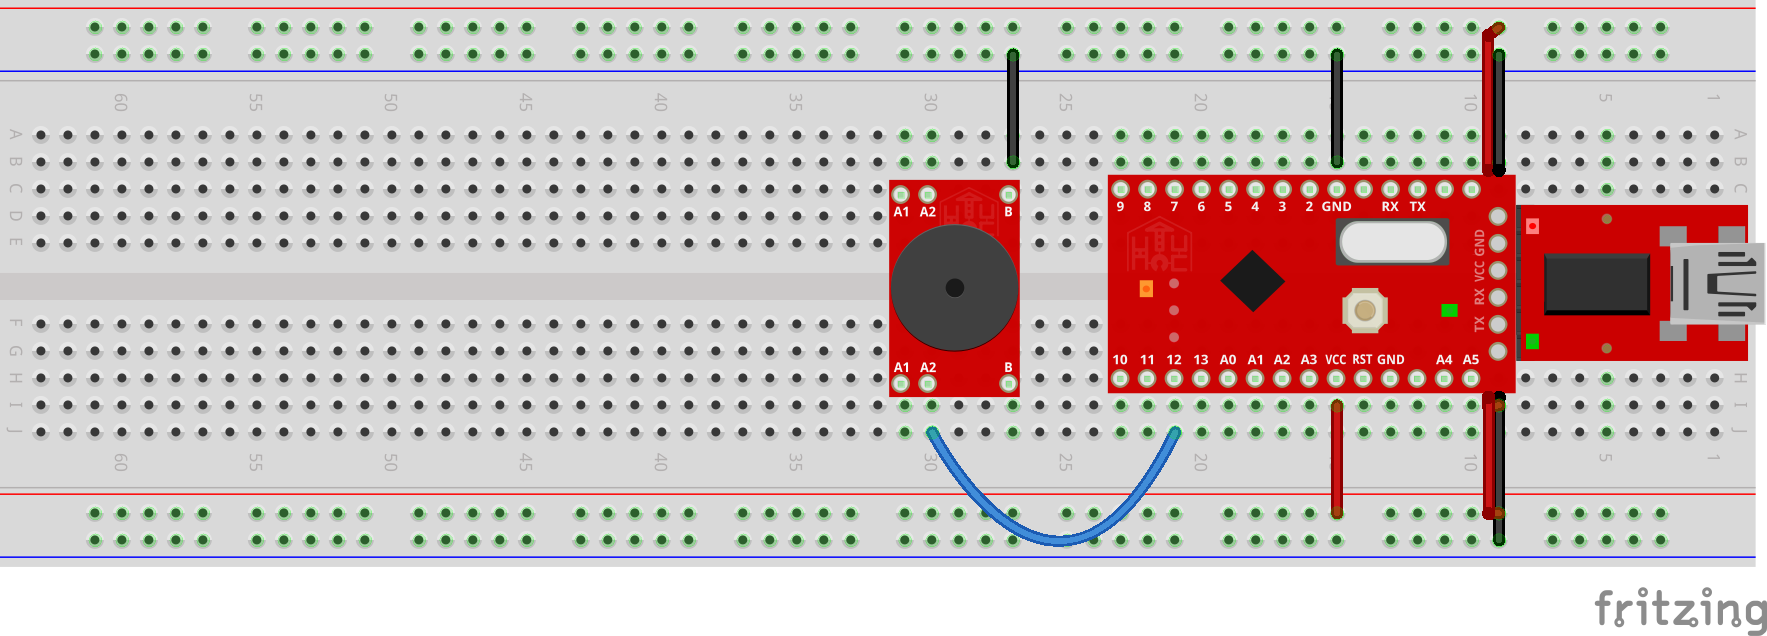 60 55 50 45 40 35 30 25 20 10 5 1
A A
B B
C C
D D
E E
A1 A2 B
9 8 7 6 5 4 3 2 GND RX TX
GND
VCC
RX
TX
F F
G G
H H
I I
J J
A1 A2 B
10 11 12 13 A0 A1 A2 A3 VCC RST GND A4 A5
60 55 50 45 40 35 30 25 20 10 5 1
fritzing